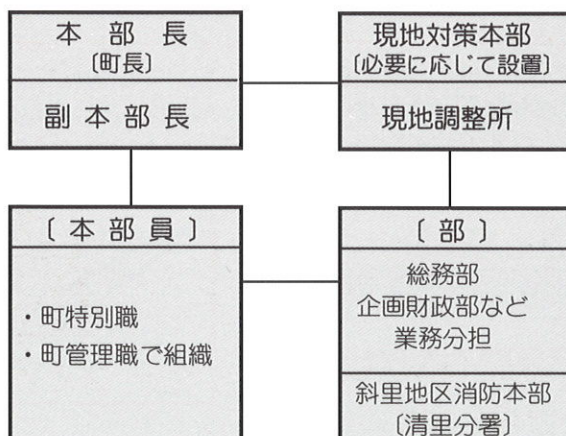 本部長
〔町長〕
副本部長
現地対策本部
〔必要に応じて設置〕
現地調整所
〔本部員〕
・町特別職
・町管理職で組織
〔部〕
総務部
企画財政部など
業務分担
斜里地区消防本部
〔清里分署〕